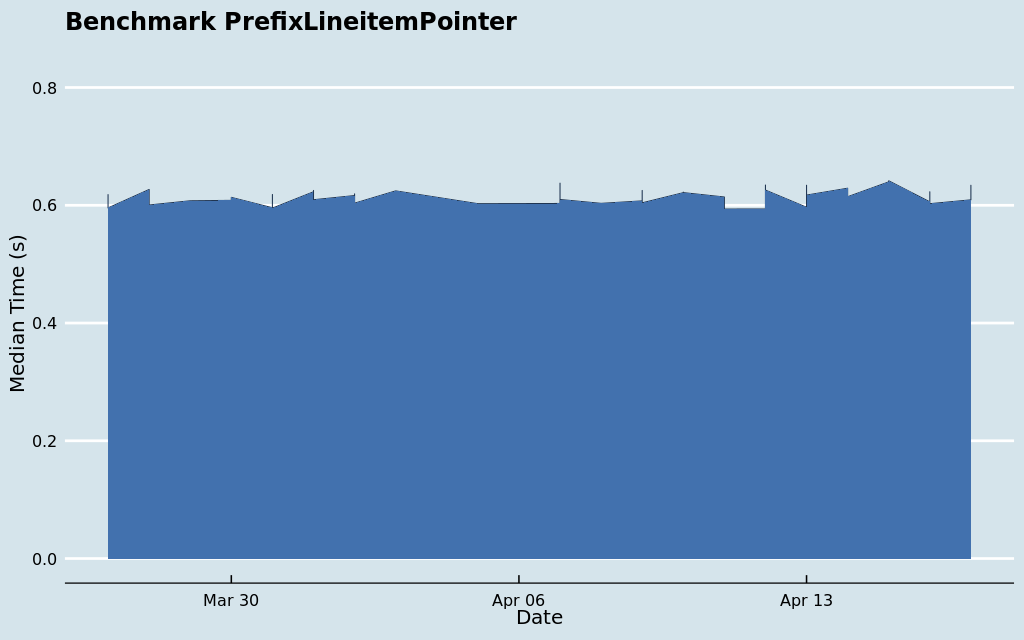 Benchmark PrefixLineitemPointer
0.8
0.6
0.4
0.2
0.0
Median Time (s)
Mar 30
Apr 06
Apr 13
Date